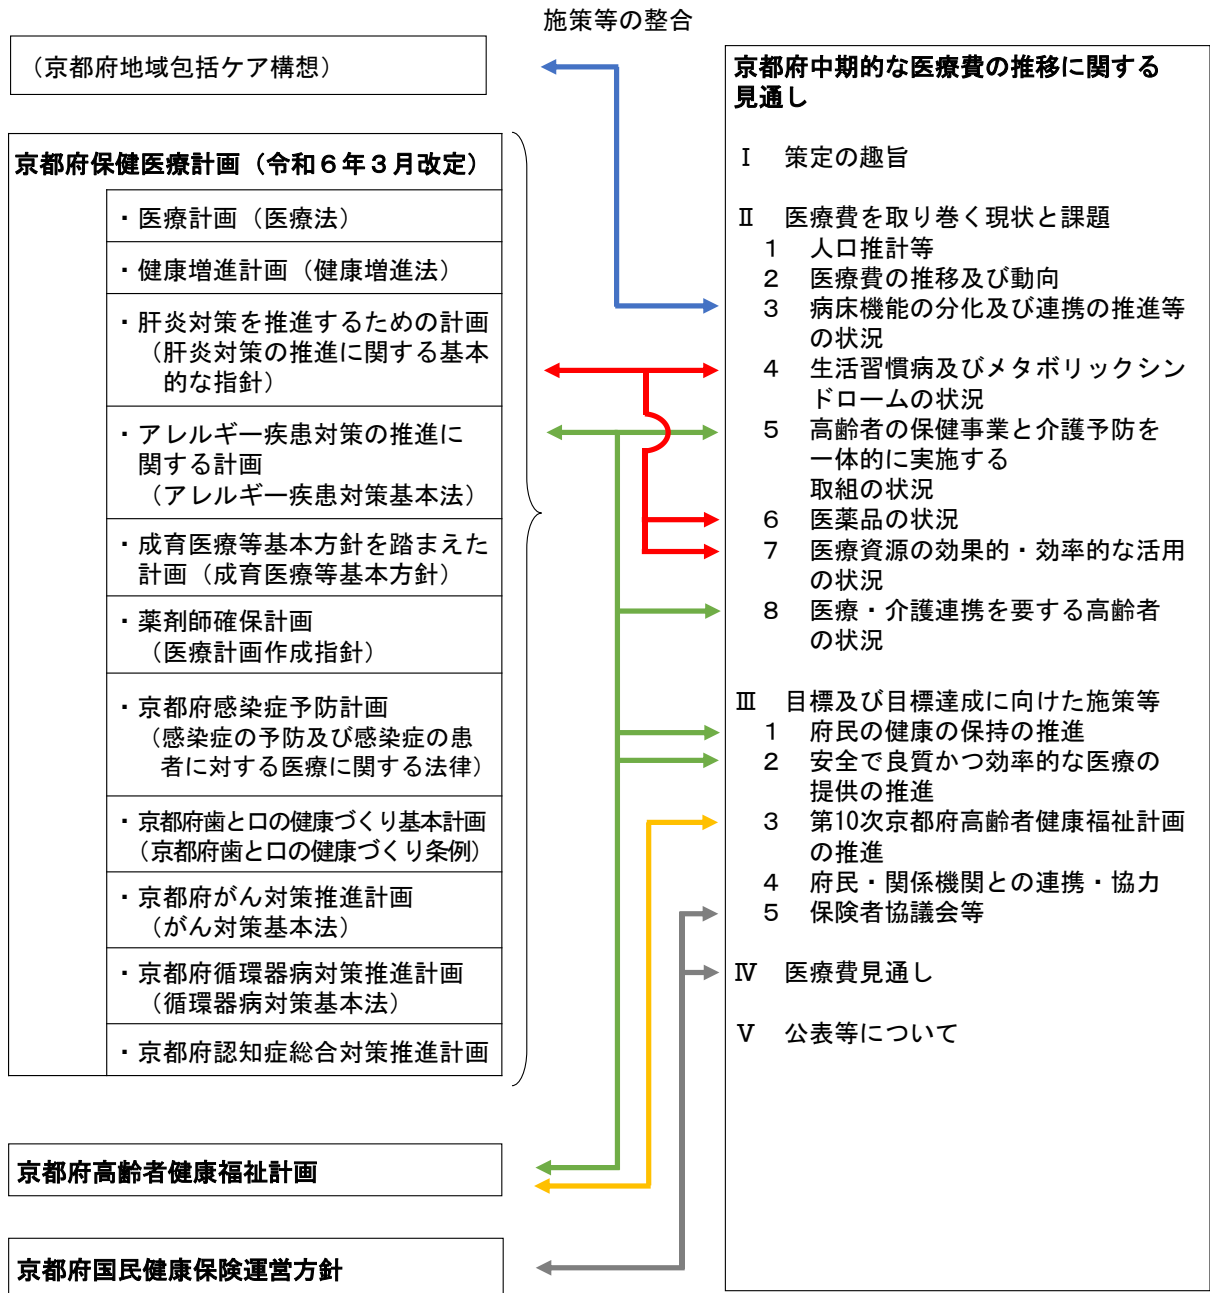 施策等の整合
（京都府地域包括ケア構想）
京都府保健医療計画（令和６年３月改定）
・医療計画（医療法）
・健康増進計画（健康増進法）
・肝炎対策を推進するための計画
（肝炎対策の推進に関する基本
的な指針）
・アレルギー疾患対策の推進に
関する計画
（アレルギー疾患対策基本法）
・成育医療等基本方針を踏まえた
計画（成育医療等基本方針）
・薬剤師確保計画
（医療計画作成指針）
・京都府感染症予防計画
（感染症の予防及び感染症の患
者に対する医療に関する法律）
・京都府歯と口の健康づくり基本計画
（京都府歯と口の健康づくり条例）
・京都府がん対策推進計画
（がん対策基本法）
・京都府循環器病対策推進計画
（循環器病対策基本法）
・京都府認知症総合対策推進計画
京都府高齢者健康福祉計画
京都府国民健康保険運営方針
京都府中期的な医療費の推移に関する
見通し
Ⅰ　策定の趣旨
Ⅱ　医療費を取り巻く現状と課題
１　人口推計等
２　医療費の推移及び動向
３　病床機能の分化及び連携の推進等
の状況
４　生活習慣病及びメタボリックシン
ドロームの状況
５　高齢者の保健事業と介護予防を
一体的に実施する
取組の状況
６　医薬品の状況
７　医療資源の効果的・効率的な活用
の状況
８　医療・介護連携を要する高齢者
の状況
Ⅲ　目標及び目標達成に向けた施策等
１　府民の健康の保持の推進
２　安全で良質かつ効率的な医療の
提供の推進
３　第10次京都府高齢者健康福祉計画
の推進
４　府民・関係機関との連携・協力
５　保険者協議会等
Ⅳ　医療費見通し
Ⅴ　公表等について